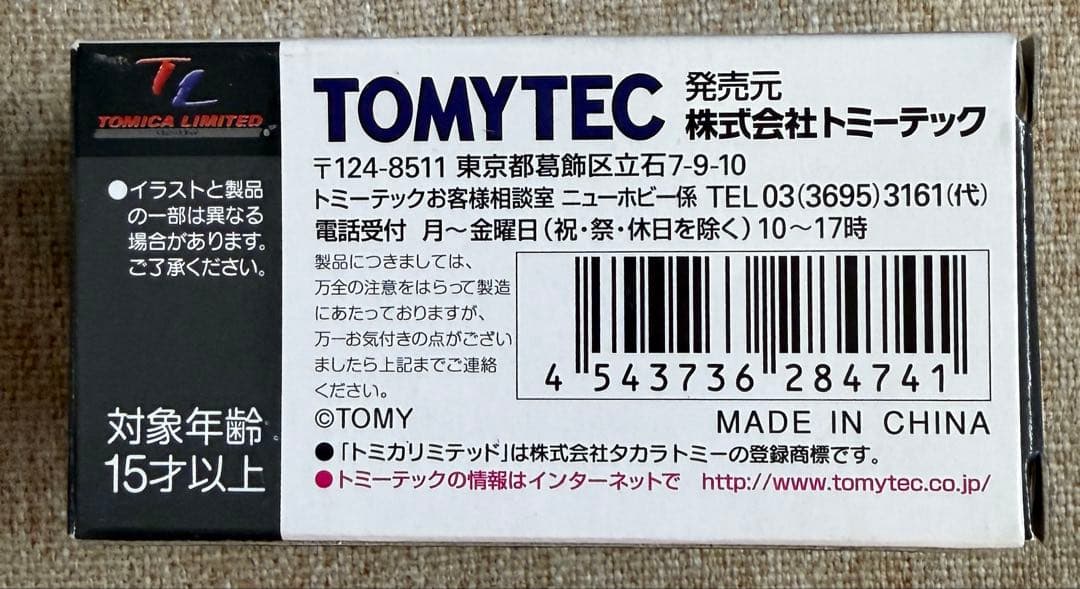 TL
TOMICA LIMITED
●イラストと製品
の一部は異なる
場合があります。
ご了承ください。
対象年齢
15才以上
TOMYTEC
発売元
株式会社トミーテック
〒124-8511 東京都葛飾区立石7-9-10
トミーテックお客様相談室 ニューホビー係 TEL 03(3695)3161(代)
電話受付 月〜金曜日(祝・祭・休日を除く)10〜17時
製品につきましては、
万全の注意をはらって製造
にあたっておりますが、
万一お気付きの点がござい
ましたら上記までご連絡
ください。
4 543736 284741
©TOMY
MADE IN CHINA
●「トミカリミテッド」は株式会社タカラトミーの登録商標です。
●トミーテックの情報はインターネットで http://www.tomytec.co.jp/